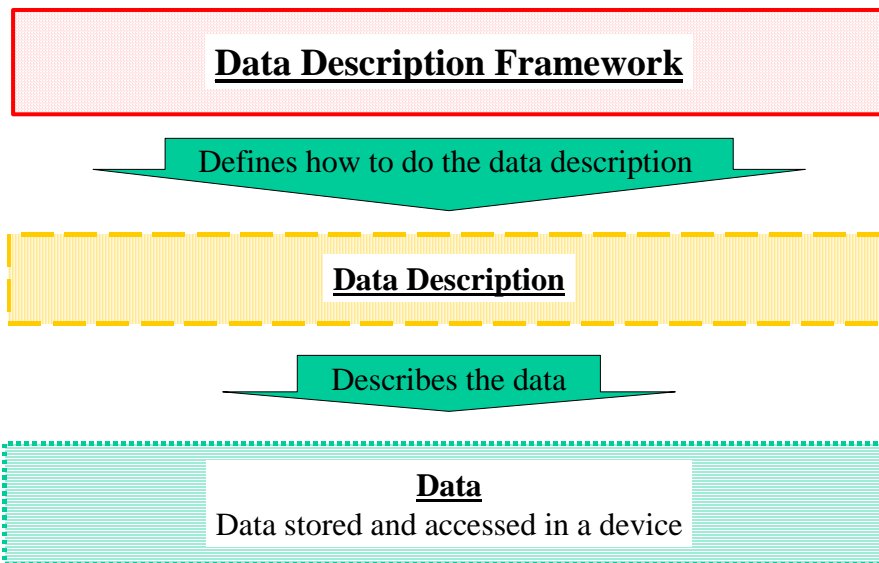 Data Description Framework
Defines how to do the data description
Data Description
Describes the data
Data
Data stored and accessed in a device